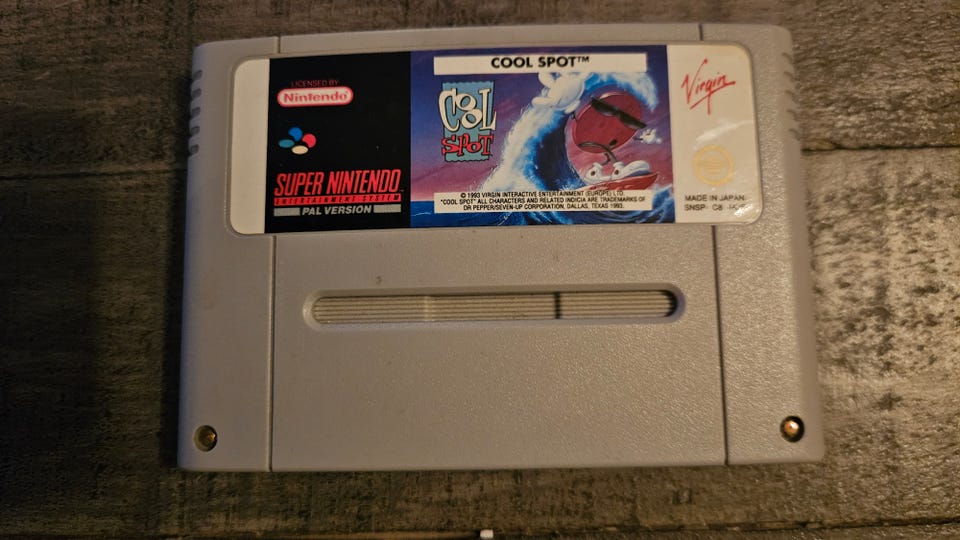 COOL SPOT™
LICENSED BY
Nintendo
COOL
SPOT
Virgin
SUPER NINTENDO
ENTERTAINMENT SYSTEM
PAL VERSION
© 1993 VIRGIN INTERACTIVE ENTERTAINMENT (EUROPE) LTD.
"COOL SPOT" ALL CHARACTERS AND RELATED INDICIA ARE TRADEMARKS OF
DR PEPPER/SEVEN-UP CORPORATION, DALLAS, TEXAS 1993.
MADE IN JAPAN
SNSP-